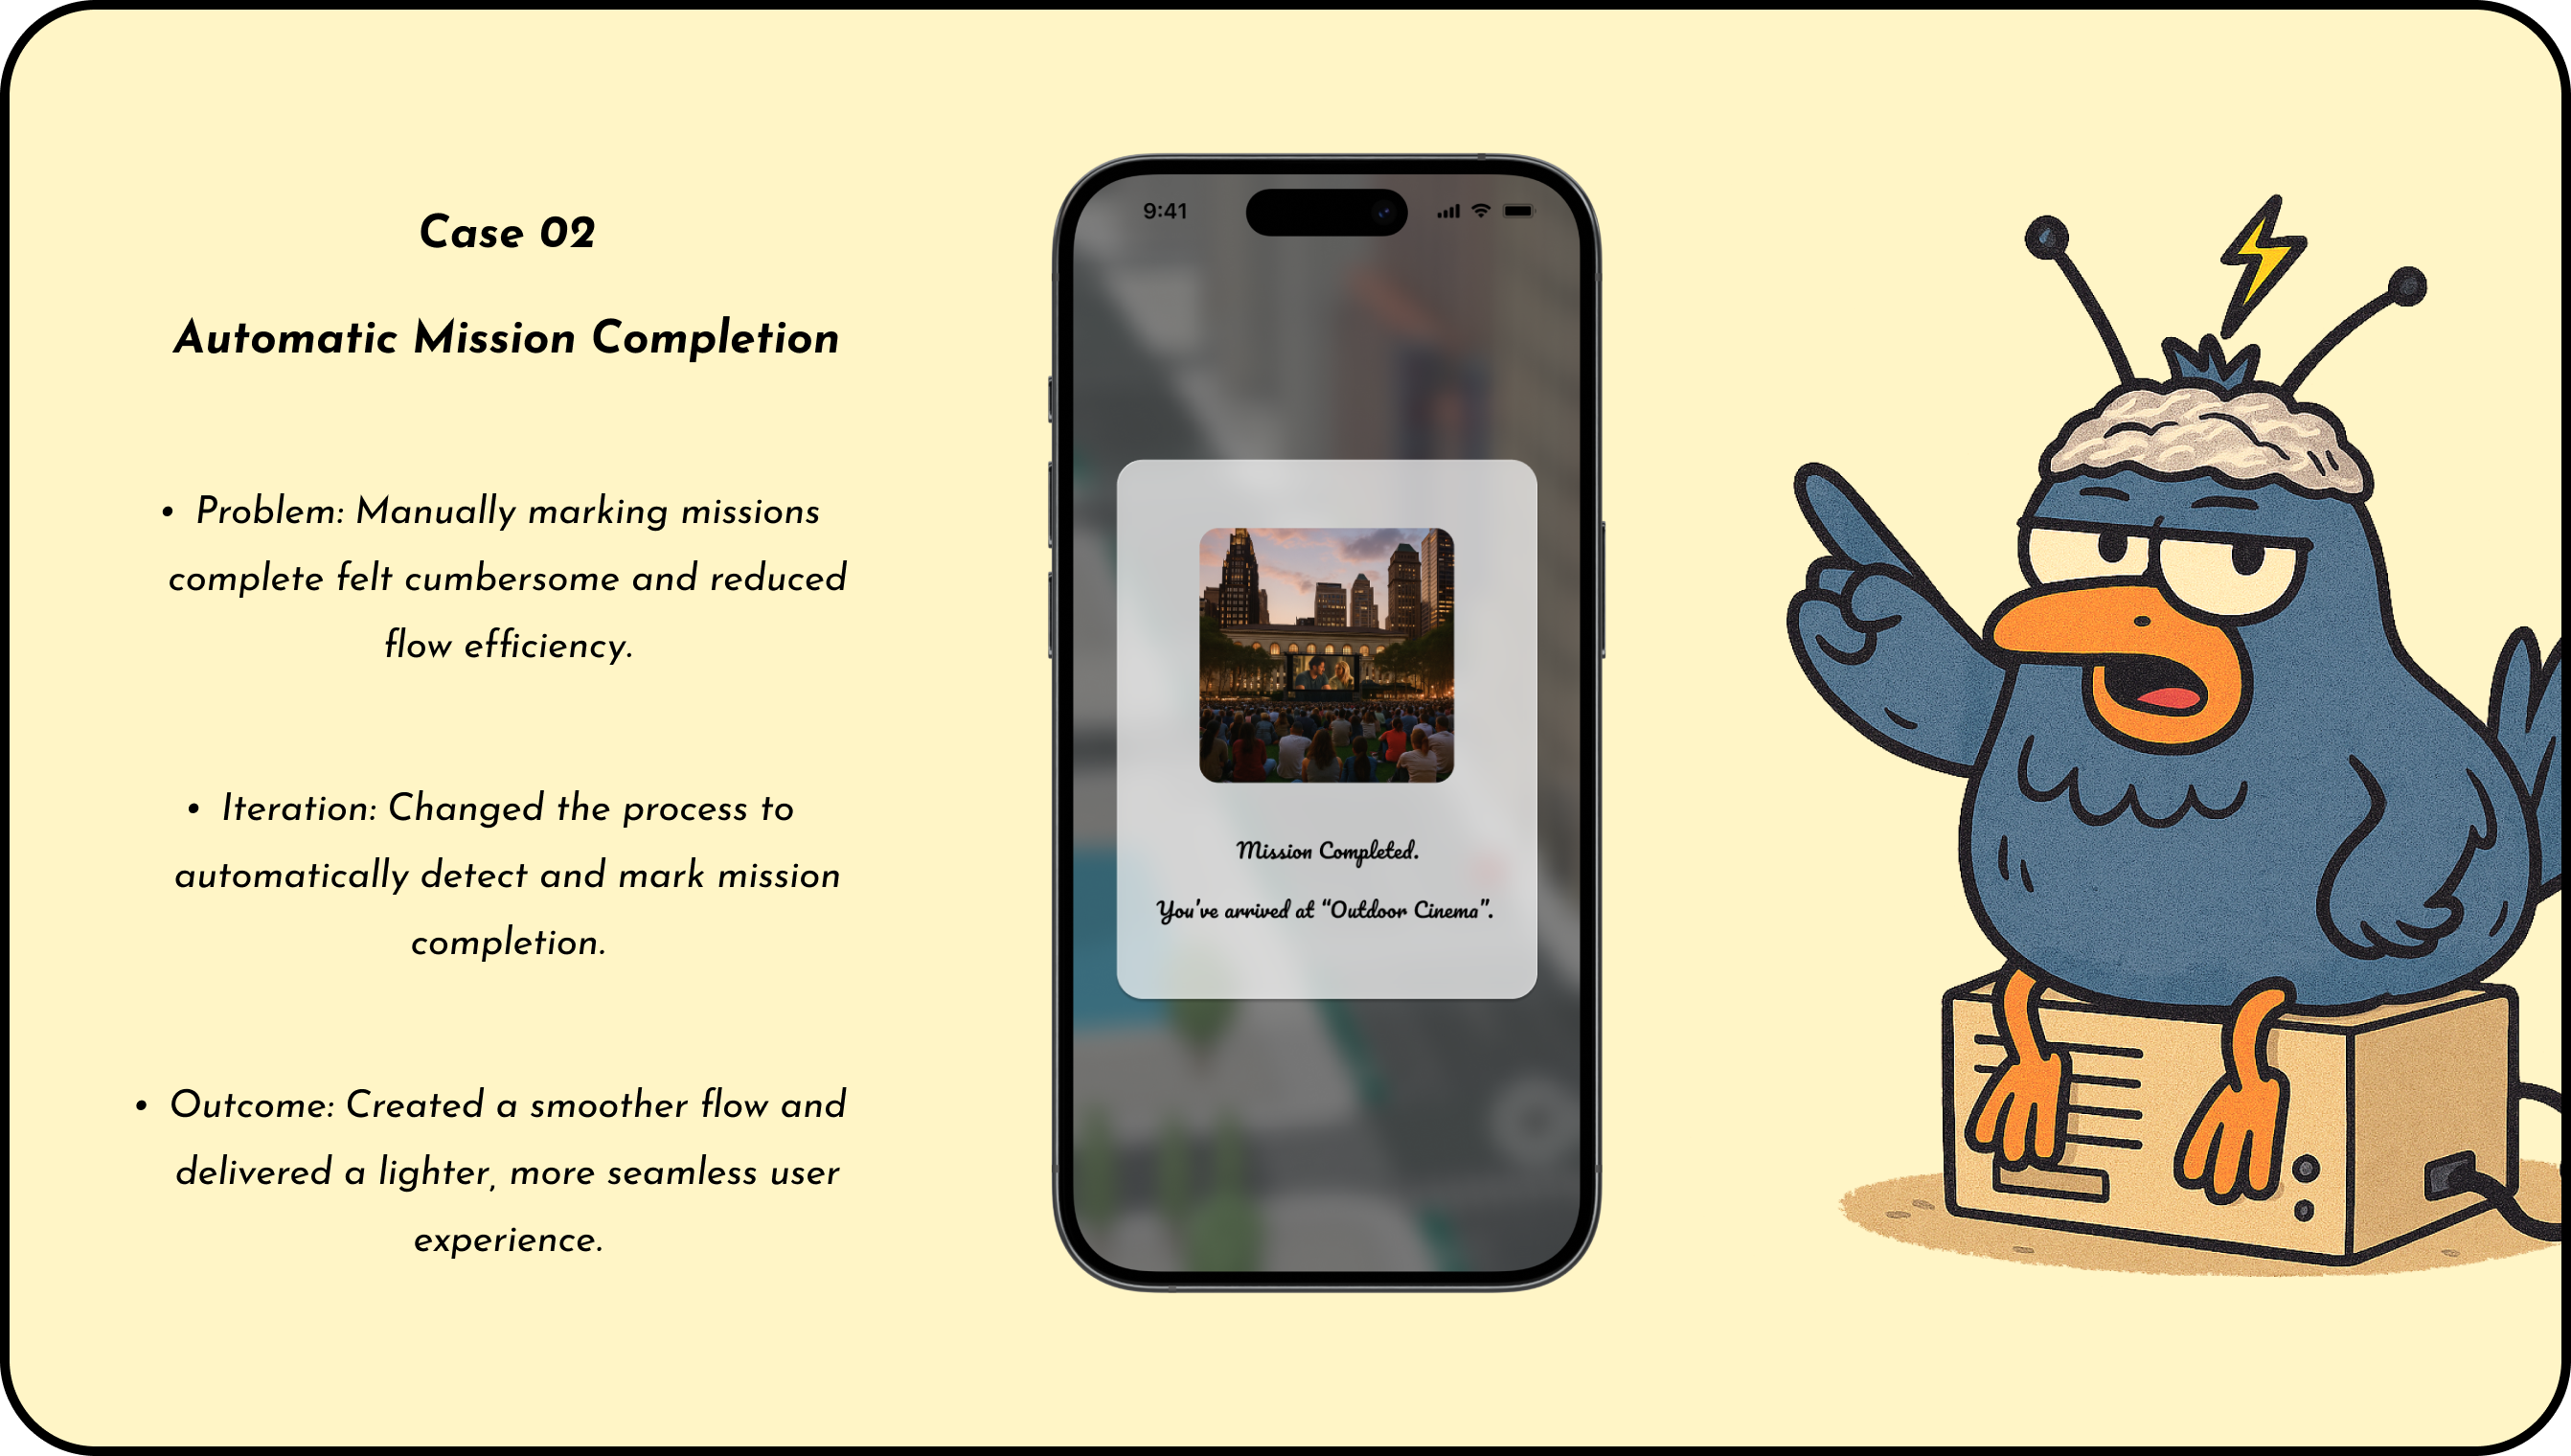 Case 02
Automatic Mission Completion
• Problem: Manually marking missions
complete felt cumbersome and reduced
flow efficiency.
• Iteration: Changed the process to
automatically detect and mark mission
completion.
• Outcome: Created a smoother flow and
delivered a lighter, more seamless user
experience.
9:41
Mission Completed.
You’ve arrived at “Outdoor Cinema”.